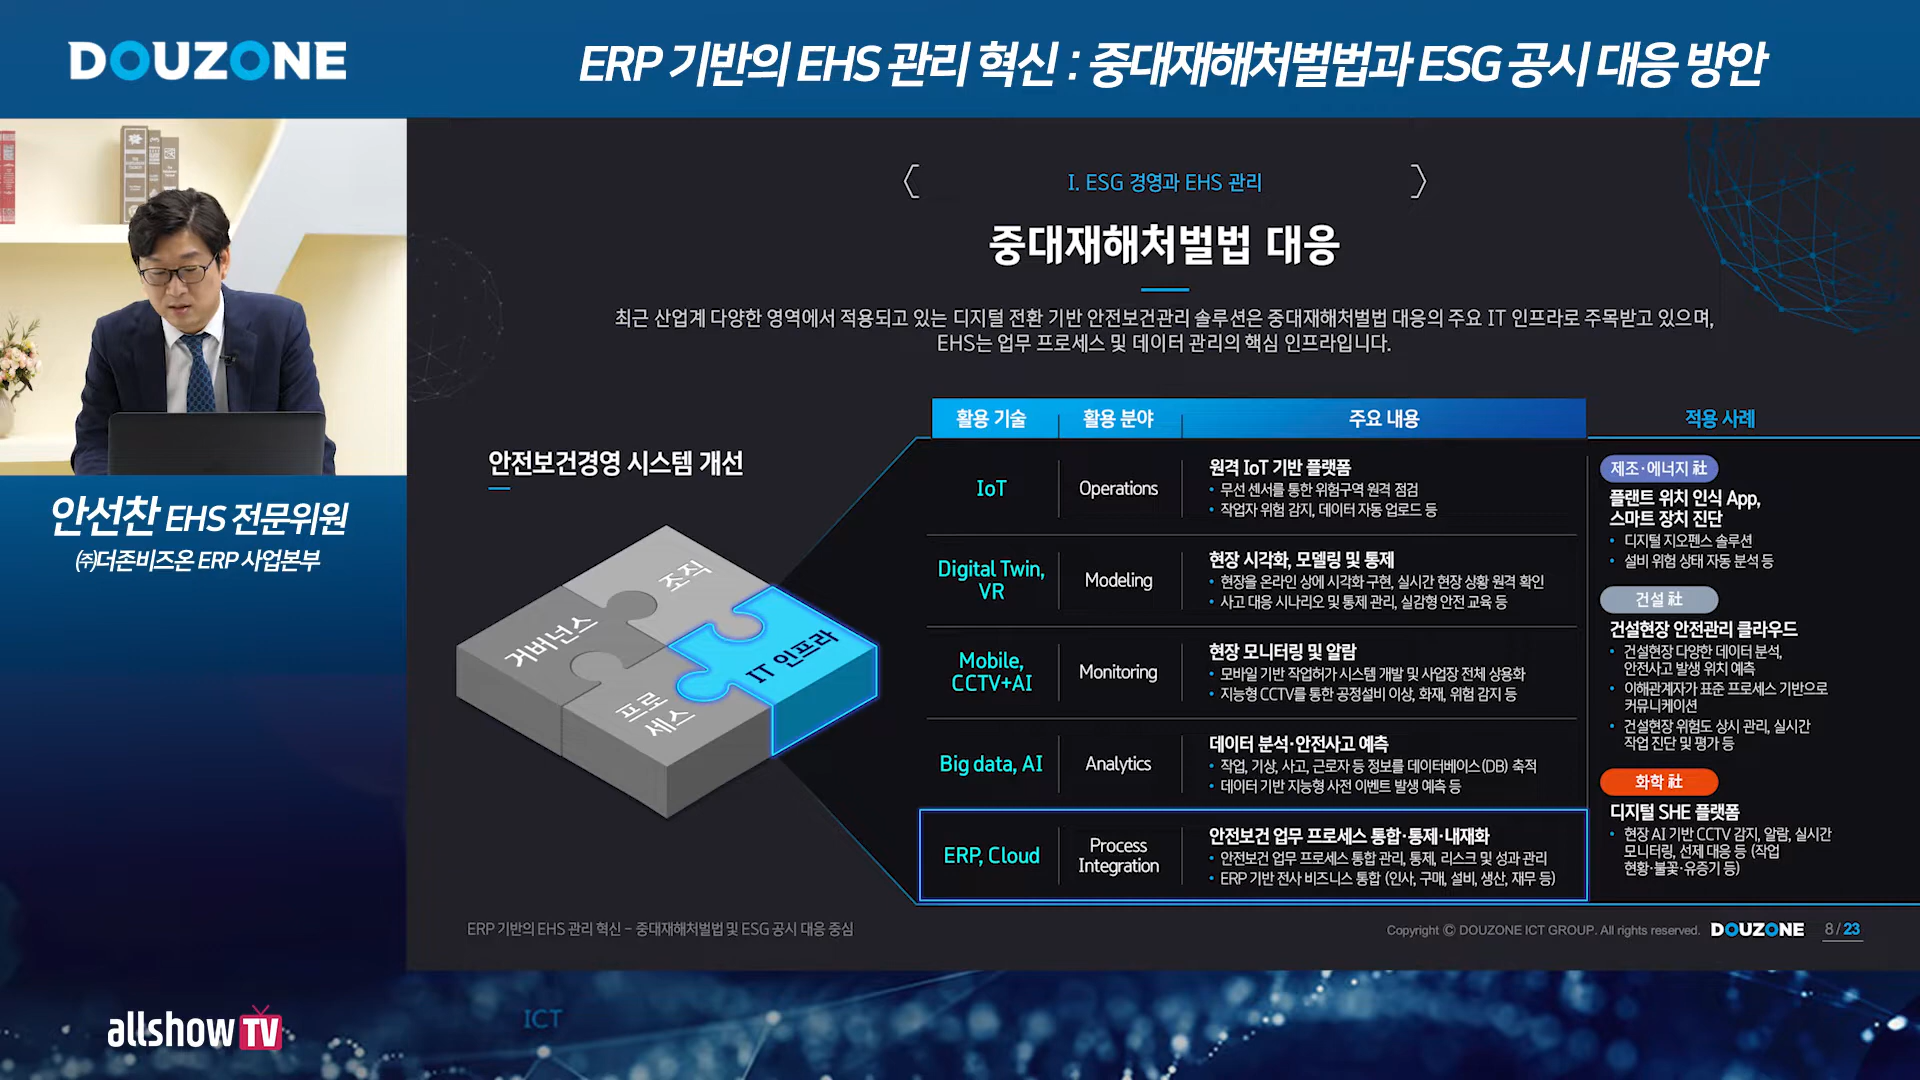 DOUZONE
ERP 기반의 EHS 관리 혁신 : 중대재해처벌법과 ESG 공시 대응 방안
안선찬 EHS 전문위원
㈜더존비즈온 ERP 사업본부
I. ESG 경영과 EHS 관리
중대재해처벌법 대응
최근 산업계 다양한 영역에서 적용되고 있는 디지털 전환 기반 안전보건관리 솔루션은 중대재해처벌법 대응의 주요 IT 인프라로 주목받고 있으며,
EHS는 업무 프로세스 및 데이터 관리의 핵심 인프라입니다.
안전보건경영 시스템 개선
조직
거버넌스
IT 인프라
프로
세스
활용 기술
활용 분야
주요 내용
적용 사례
IoT
Operations
원격 IoT 기반 플랫폼
• 무선 센서를 통한 위험구역 원격 점검
• 작업자 위험 감지, 데이터 자동 업로드 등
Digital Twin,
VR
Modeling
현장 시각화, 모델링 및 통제
• 현장을 온라인 상에 시각화 구현, 실시간 현장 상황 원격 확인
• 사고 대응 시나리오 및 통제 관리, 실감형 안전 교육 등
Mobile,
CCTV+AI
Monitoring
현장 모니터링 및 알람
• 모바일 기반 작업허가 시스템 개발 및 사업장 전체 상용화
• 지능형 CCTV를 통한 공정설비 이상, 화재, 위험 감지 등
Big data, AI
Analytics
데이터 분석·안전사고 예측
• 작업, 기상, 사고, 근로자 등 정보를 데이터베이스(DB) 축적
• 데이터 기반 지능형 사전 이벤트 발생 예측 등
ERP, Cloud
Process
Integration
안전보건 업무 프로세스 통합·통제·내재화
• 안전보건 업무 프로세스 통합 관리, 통제, 리스크 및 성과 관리
• ERP 기반 전사 비즈니스 통합 (인사, 구매, 설비, 생산, 재무 등)
제조·에너지 社
플랜트 위치 인식 App,
스마트 장치 진단
• 디지털 지오펜스 솔루션
• 설비 위험 상태 자동 분석 등
건설 社
건설현장 안전관리 클라우드
• 건설현장 다양한 데이터 분석,
안전사고 발생 위치 예측
• 이해관계자가 표준 프로세스 기반으로
커뮤니케이션
• 건설현장 위험도 상시 관리, 실시간
작업 진단 및 평가 등
화학 社
디지털 SHE 플랫폼
• 현장 AI 기반 CCTV 감지, 알람, 실시간
모니터링, 선제 대응 등 (작업
현황·불꽃·유증기 등)
ERP 기반의 EHS 관리 혁신 – 중대재해처벌법 및 ESG 공시 대응 중심
Copyright © DOUZONE ICT GROUP. All rights reserved.
DOUZONE
8 / 23
allshow TV
ICT